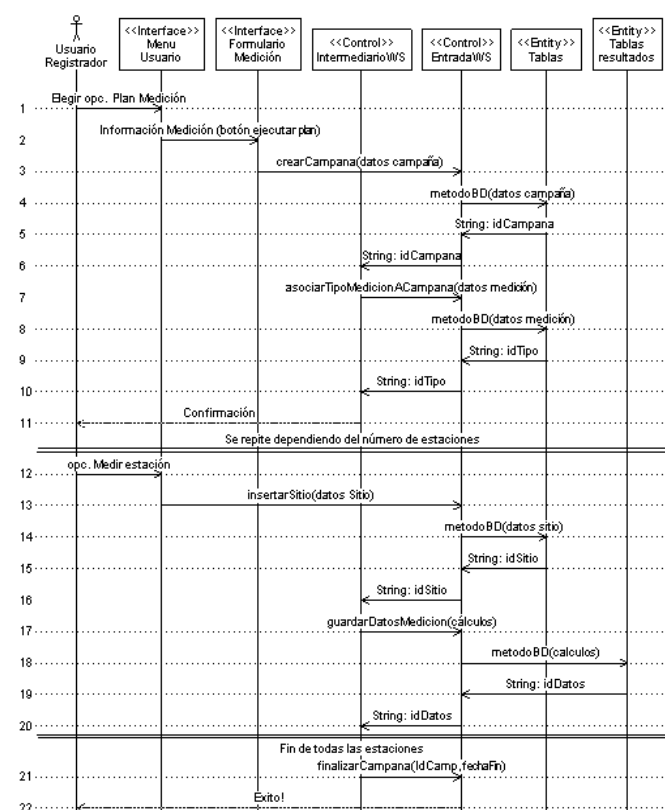 Usuario
Registrador
<<Interface>>
Menu
Usuario
<<Interface>>
Formulario
Medición
<<Control>>
IntermediarioWS
<<Control>>
EntradaWS
<<Entity>>
Tablas
<<Entity>>
Tablas
resultados
Elegir opc. Plan Medición
1
Información Medición (botón ejecutar plan)
2
crearCampana(datos campaña)
3
metodoBD(datos campaña)
4
String: idCampana
5
String: idCampana
6
asociarTipoMedicionACampana(datos medición)
7
metodoBD(datos medición)
8
String: idTipo
9
String: idTipo
10
Confirmación
11
Se repite dependiendo del número de estaciones
opc. Medir estación
12
insertarSitio(datos Sitio)
13
metodoBD(datos sitio)
14
String: idSitio
15
String: idSitio
16
guardarDatosMedicion(cálculos)
17
metodoBD(calculos)
18
String: idDatos
19
String: idDatos
20
Fin de todas las estaciones
finalizarCampana(IdCamp,fechaFin)
21
Exito!
22